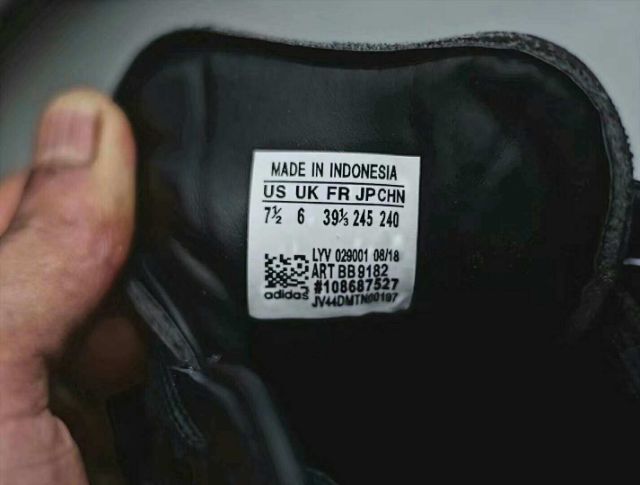 MADE IN INDONESIA
US UK FR JP CHN
7½ 6 39⅓ 245 240
LYV 029001 08/18
ART BB9182
#108687527
adidas JV44DMTN00197